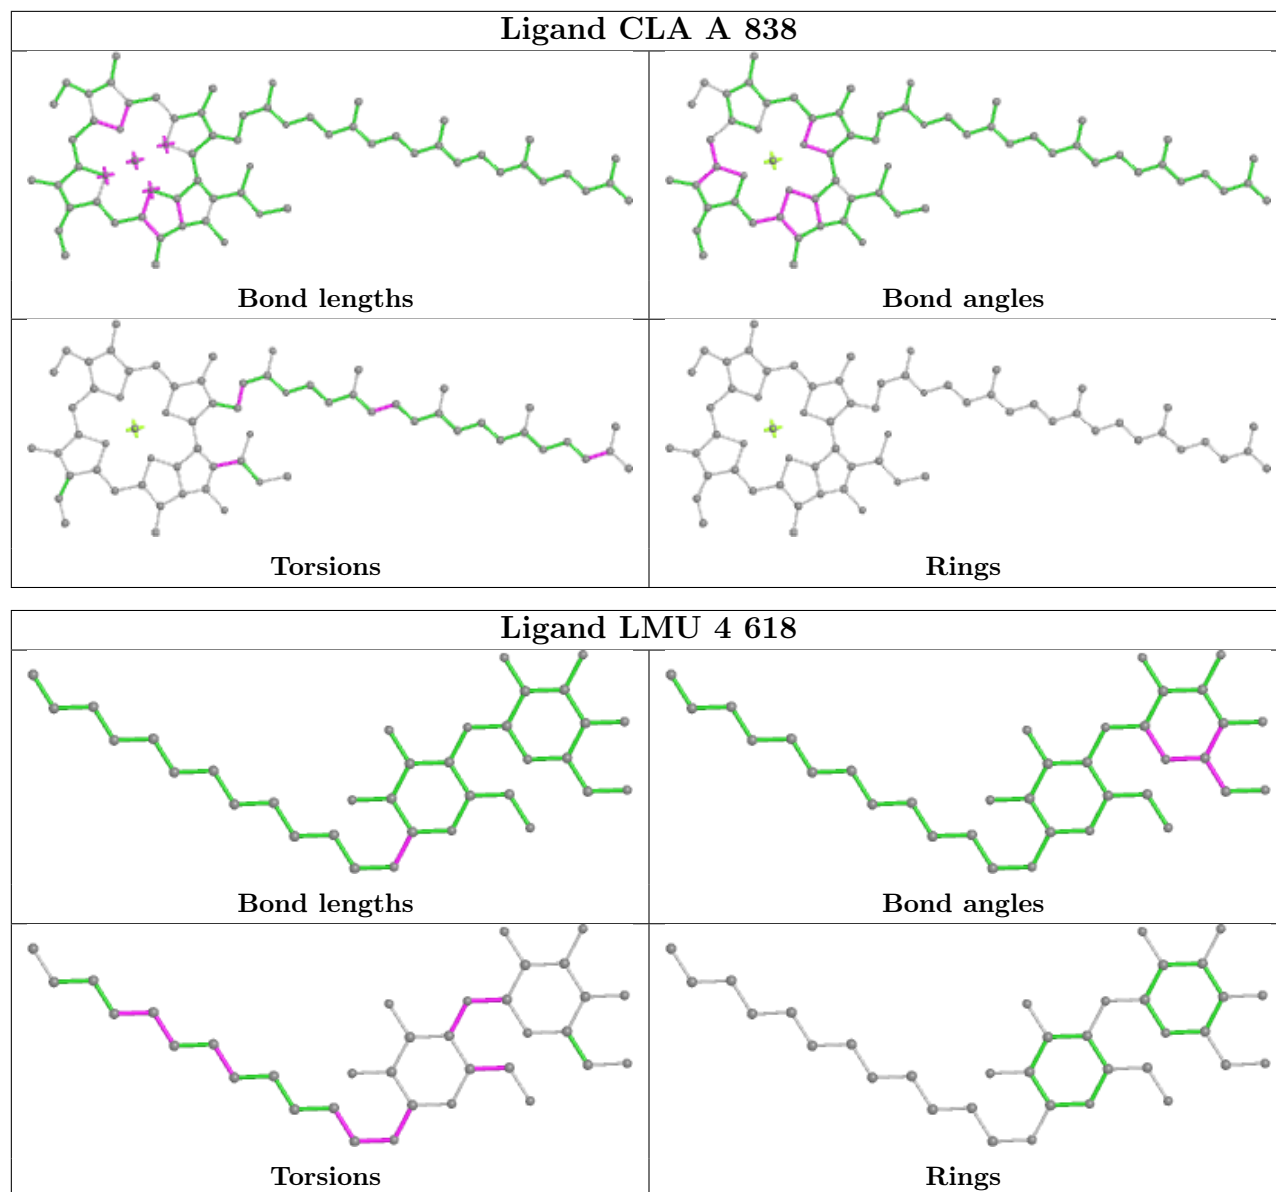 Ligand CLA A 838
Bond lengths
Bond angles
Torsions
Rings
Ligand LMU 4 618
Bond lengths
Bond angles
Torsions
Rings